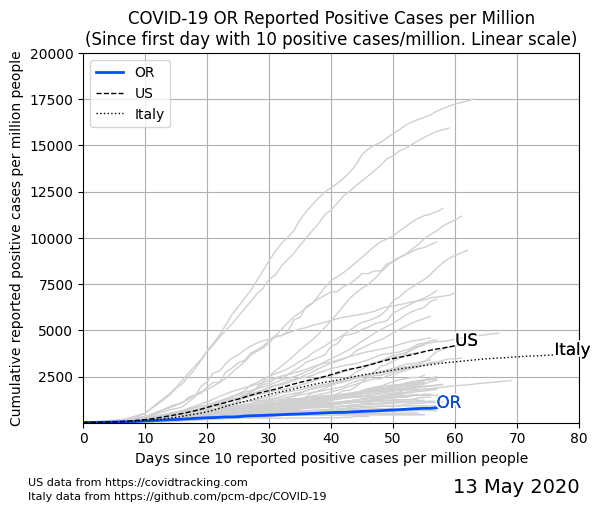 COVID-19 OR Reported Positive Cases per Million
(Since first day with 10 positive cases/million. Linear scale)
Cumulative reported positive cases per million people
20000
17500
15000
12500
10000
7500
5000
2500
OR
US
Italy
US
Italy
OR
0 10 20 30 40 50 60 70 80
Days since 10 reported positive cases per million people
US data from https://covidtracking.com
Italy data from https://github.com/pcm-dpc/COVID-19
13 May 2020